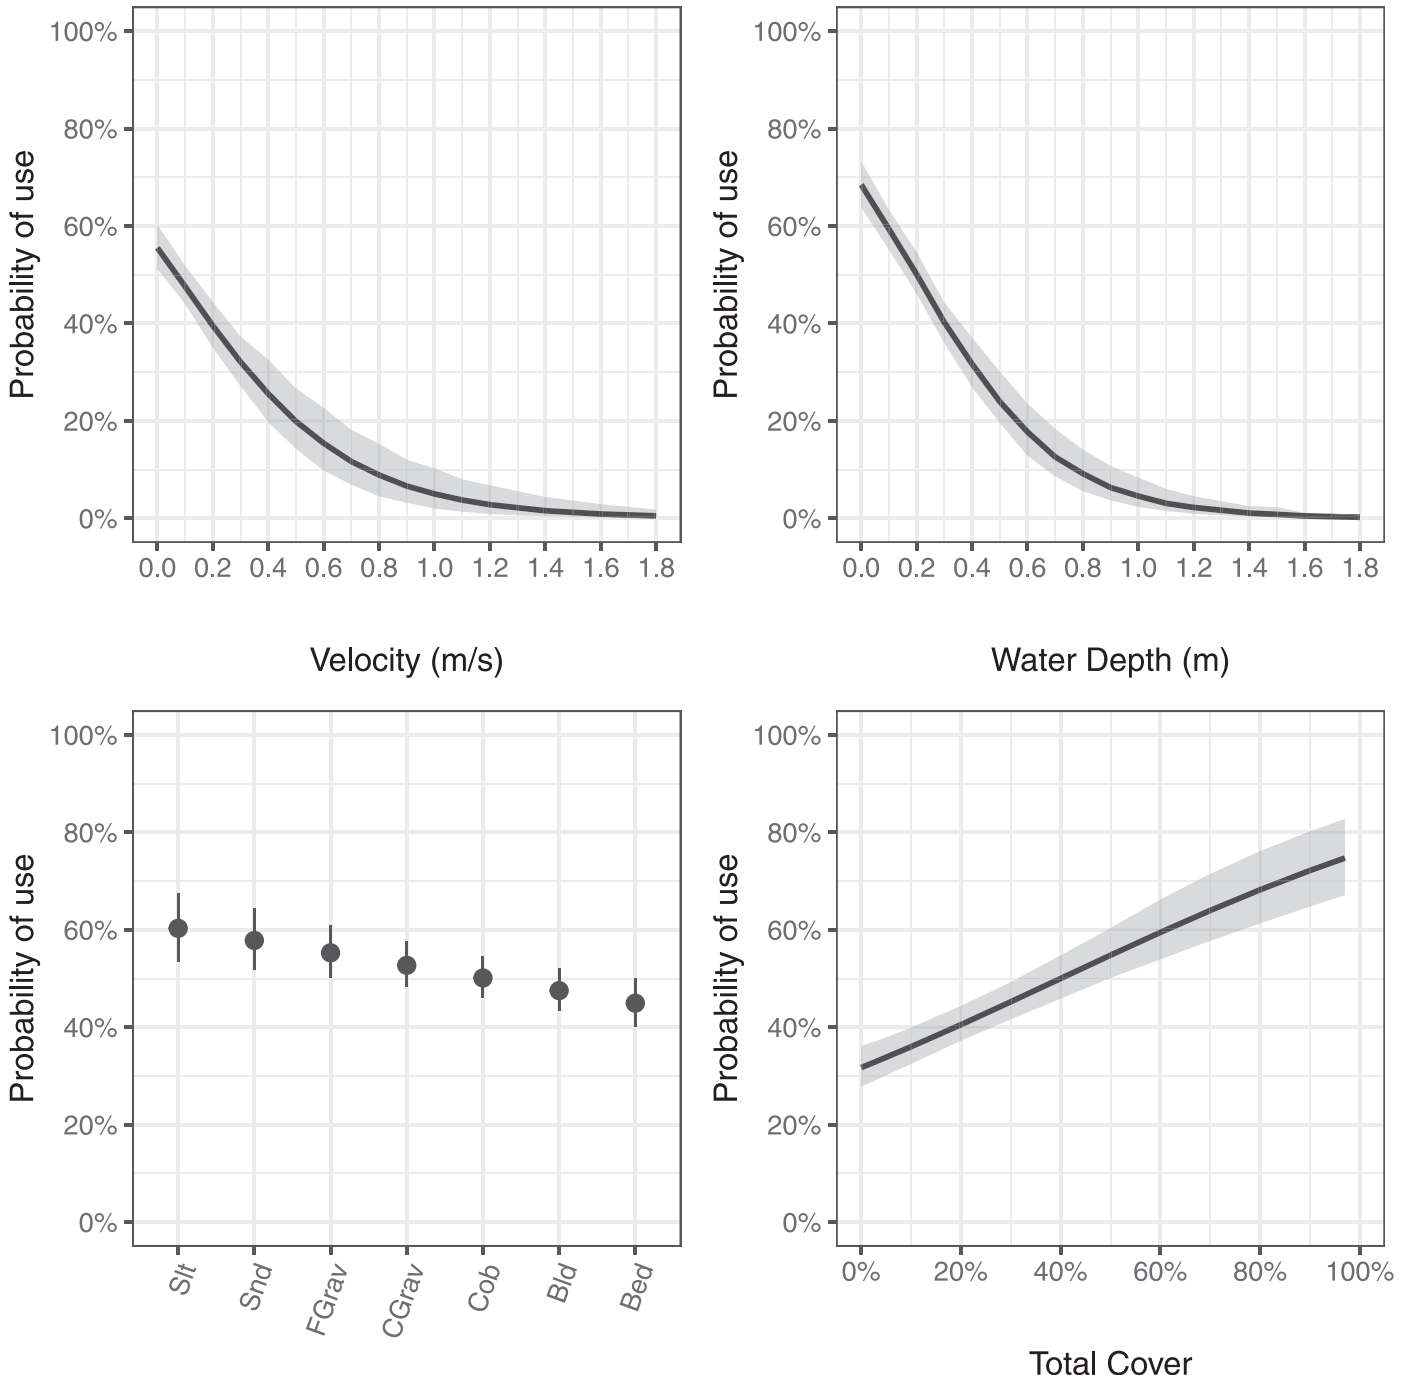 100%
80%
60%
40%
20%
0%
Probability of use
0.0 0.2 0.4 0.6 0.8 1.0 1.2 1.4 1.6 1.8
Velocity (m/s)
100%
80%
60%
40%
20%
0%
Probability of use
0.0 0.2 0.4 0.6 0.8 1.0 1.2 1.4 1.6 1.8
Water Depth (m)
100%
80%
60%
40%
20%
0%
Probability of use
Slt Snd FGrav CGrav Cob Bld Bed
100%
80%
60%
40%
20%
0%
Probability of use
0% 20% 40% 60% 80% 100%
Total Cover